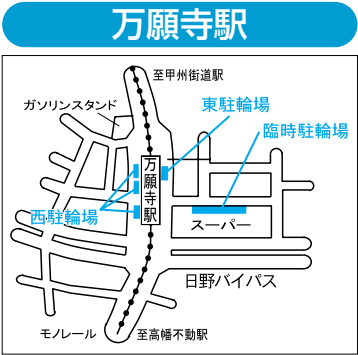 万願寺駅
至甲州街道駅
ガソリンスタンド
東駐輪場
臨時駐輪場
万願寺駅
西駐輪場
スーパー
日野バイパス
モノレール
至高幡不動駅